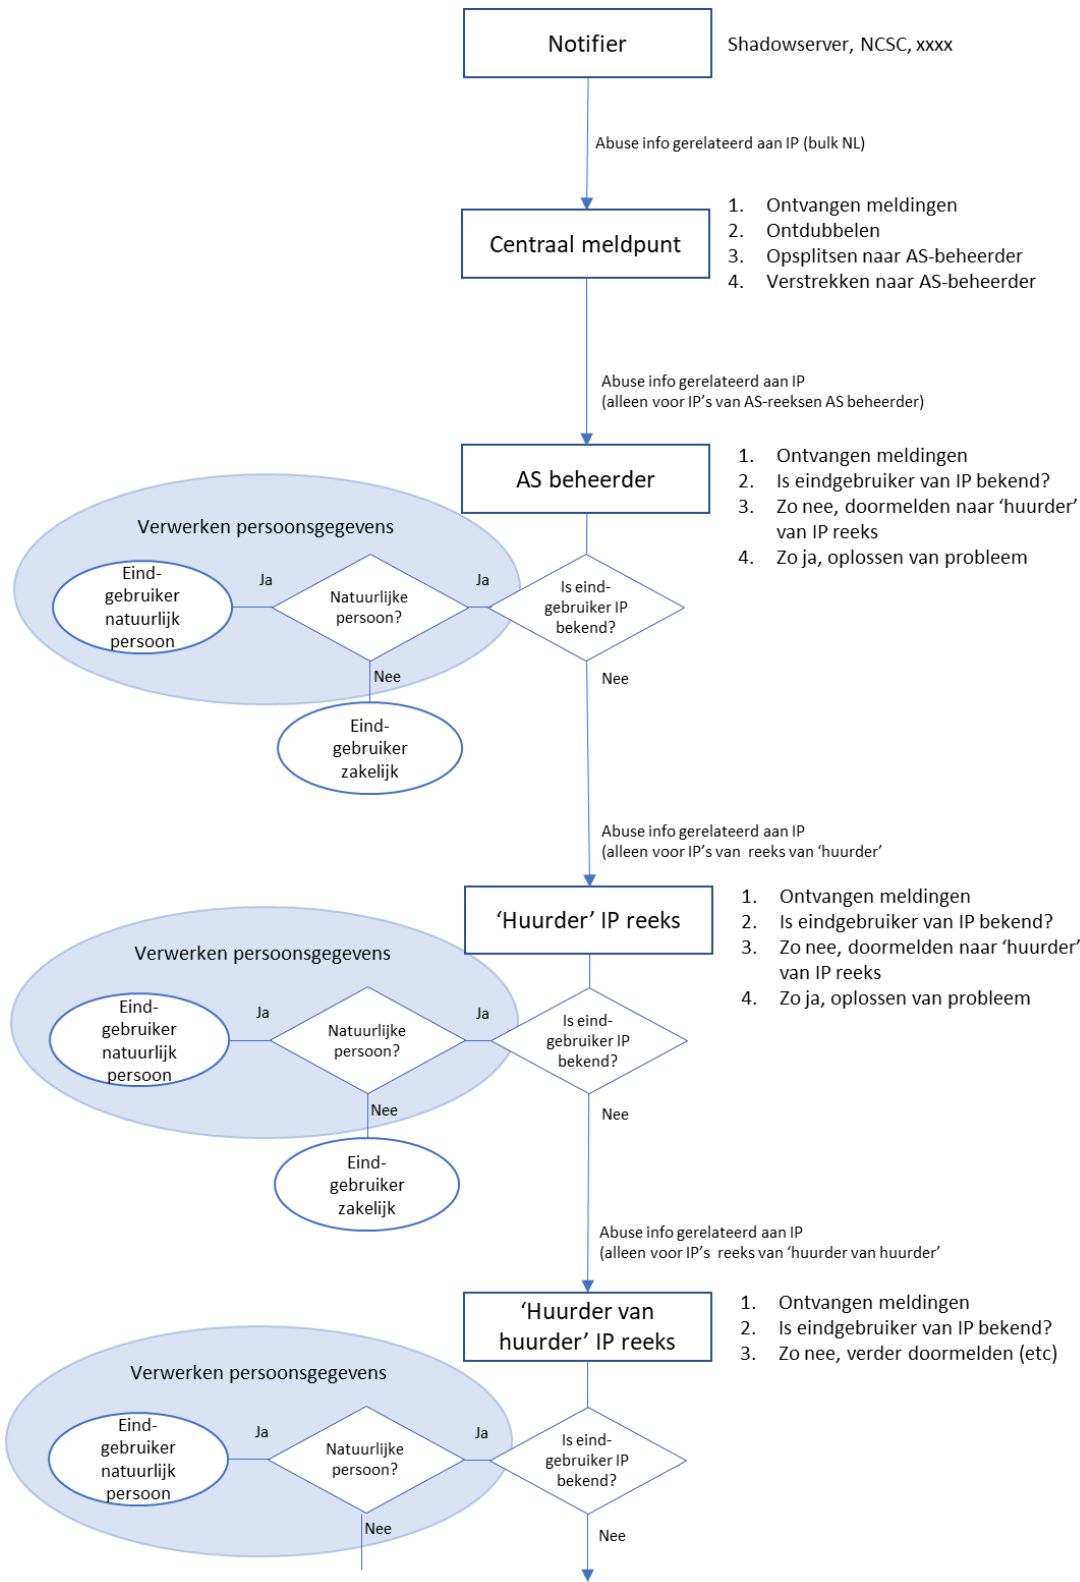 Notifier
Shadowserver, NCSC, xxxx
Abuse info gerelateerd aan IP (bulk NL)
Centraal meldpunt
1. Ontvangen meldingen
2. Ontdubbelen
3. Opsplitsen naar AS-beheerder
4. Verstrekken naar AS-beheerder
Abuse info gerelateerd aan IP
(alleen voor IP’s van AS-reeksen AS beheerder)
AS beheerder
1. Ontvangen meldingen
2. Is eindgebruiker van IP bekend?
3. Zo nee, doormelden naar ‘huurder’
van IP reeks
4. Zo ja, oplossen van probleem
Verwerken persoonsgegevens
Eind-
gebruiker
natuurlijk
persoon
Ja
Natuurlijke
persoon?
Ja
Is eind-
gebruiker IP
bekend?
Nee
Nee
Eind-
gebruiker
zakelijk
Abuse info gerelateerd aan IP
(alleen voor IP’s van reeks van ‘huurder’
‘Huurder’ IP reeks
1. Ontvangen meldingen
2. Is eindgebruiker van IP bekend?
3. Zo nee, doormelden naar ‘huurder’
van IP reeks
4. Zo ja, oplossen van probleem
Verwerken persoonsgegevens
Eind-
gebruiker
natuurlijk
persoon
Ja
Natuurlijke
persoon?
Ja
Is eind-
gebruiker IP
bekend?
Nee
Nee
Eind-
gebruiker
zakelijk
Abuse info gerelateerd aan IP
(alleen voor IP’s reeks van ‘huurder van huurder’
‘Huurder van
huurder’ IP reeks
1. Ontvangen meldingen
2. Is eindgebruiker van IP bekend?
3. Zo nee, verder doormelden (etc)
Verwerken persoonsgegevens
Eind-
gebruiker
natuurlijk
persoon
Ja
Natuurlijke
persoon?
Ja
Is eind-
gebruiker IP
bekend?
Nee
Nee